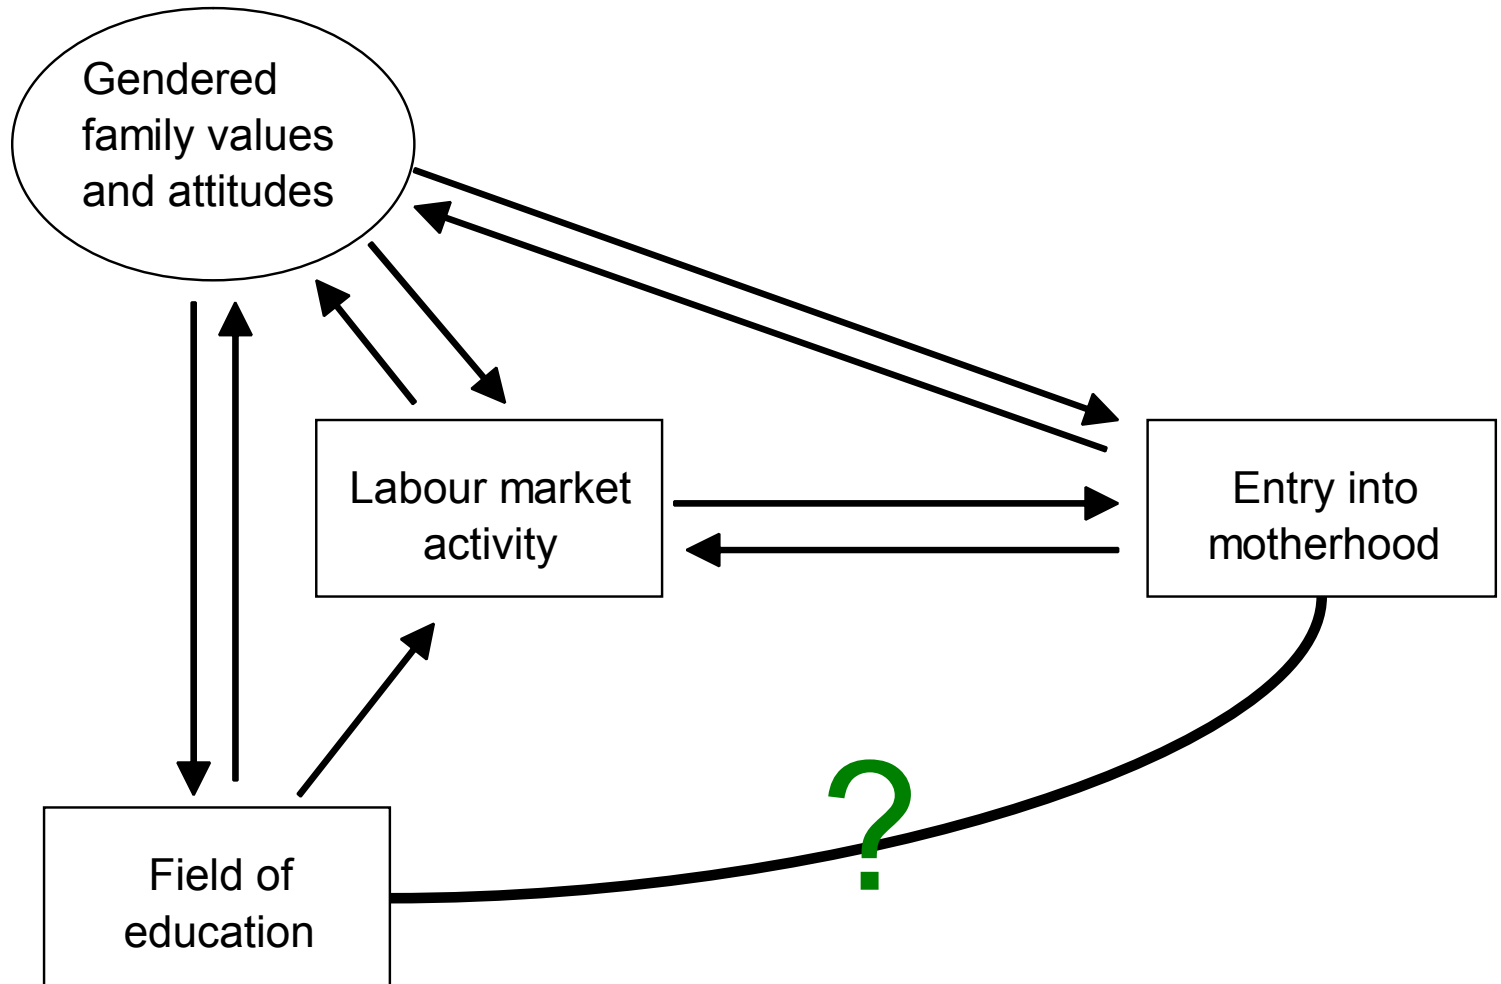 Gendered
family values
and attitudes
Labour market
activity
Entry into
motherhood
?
Field of
education